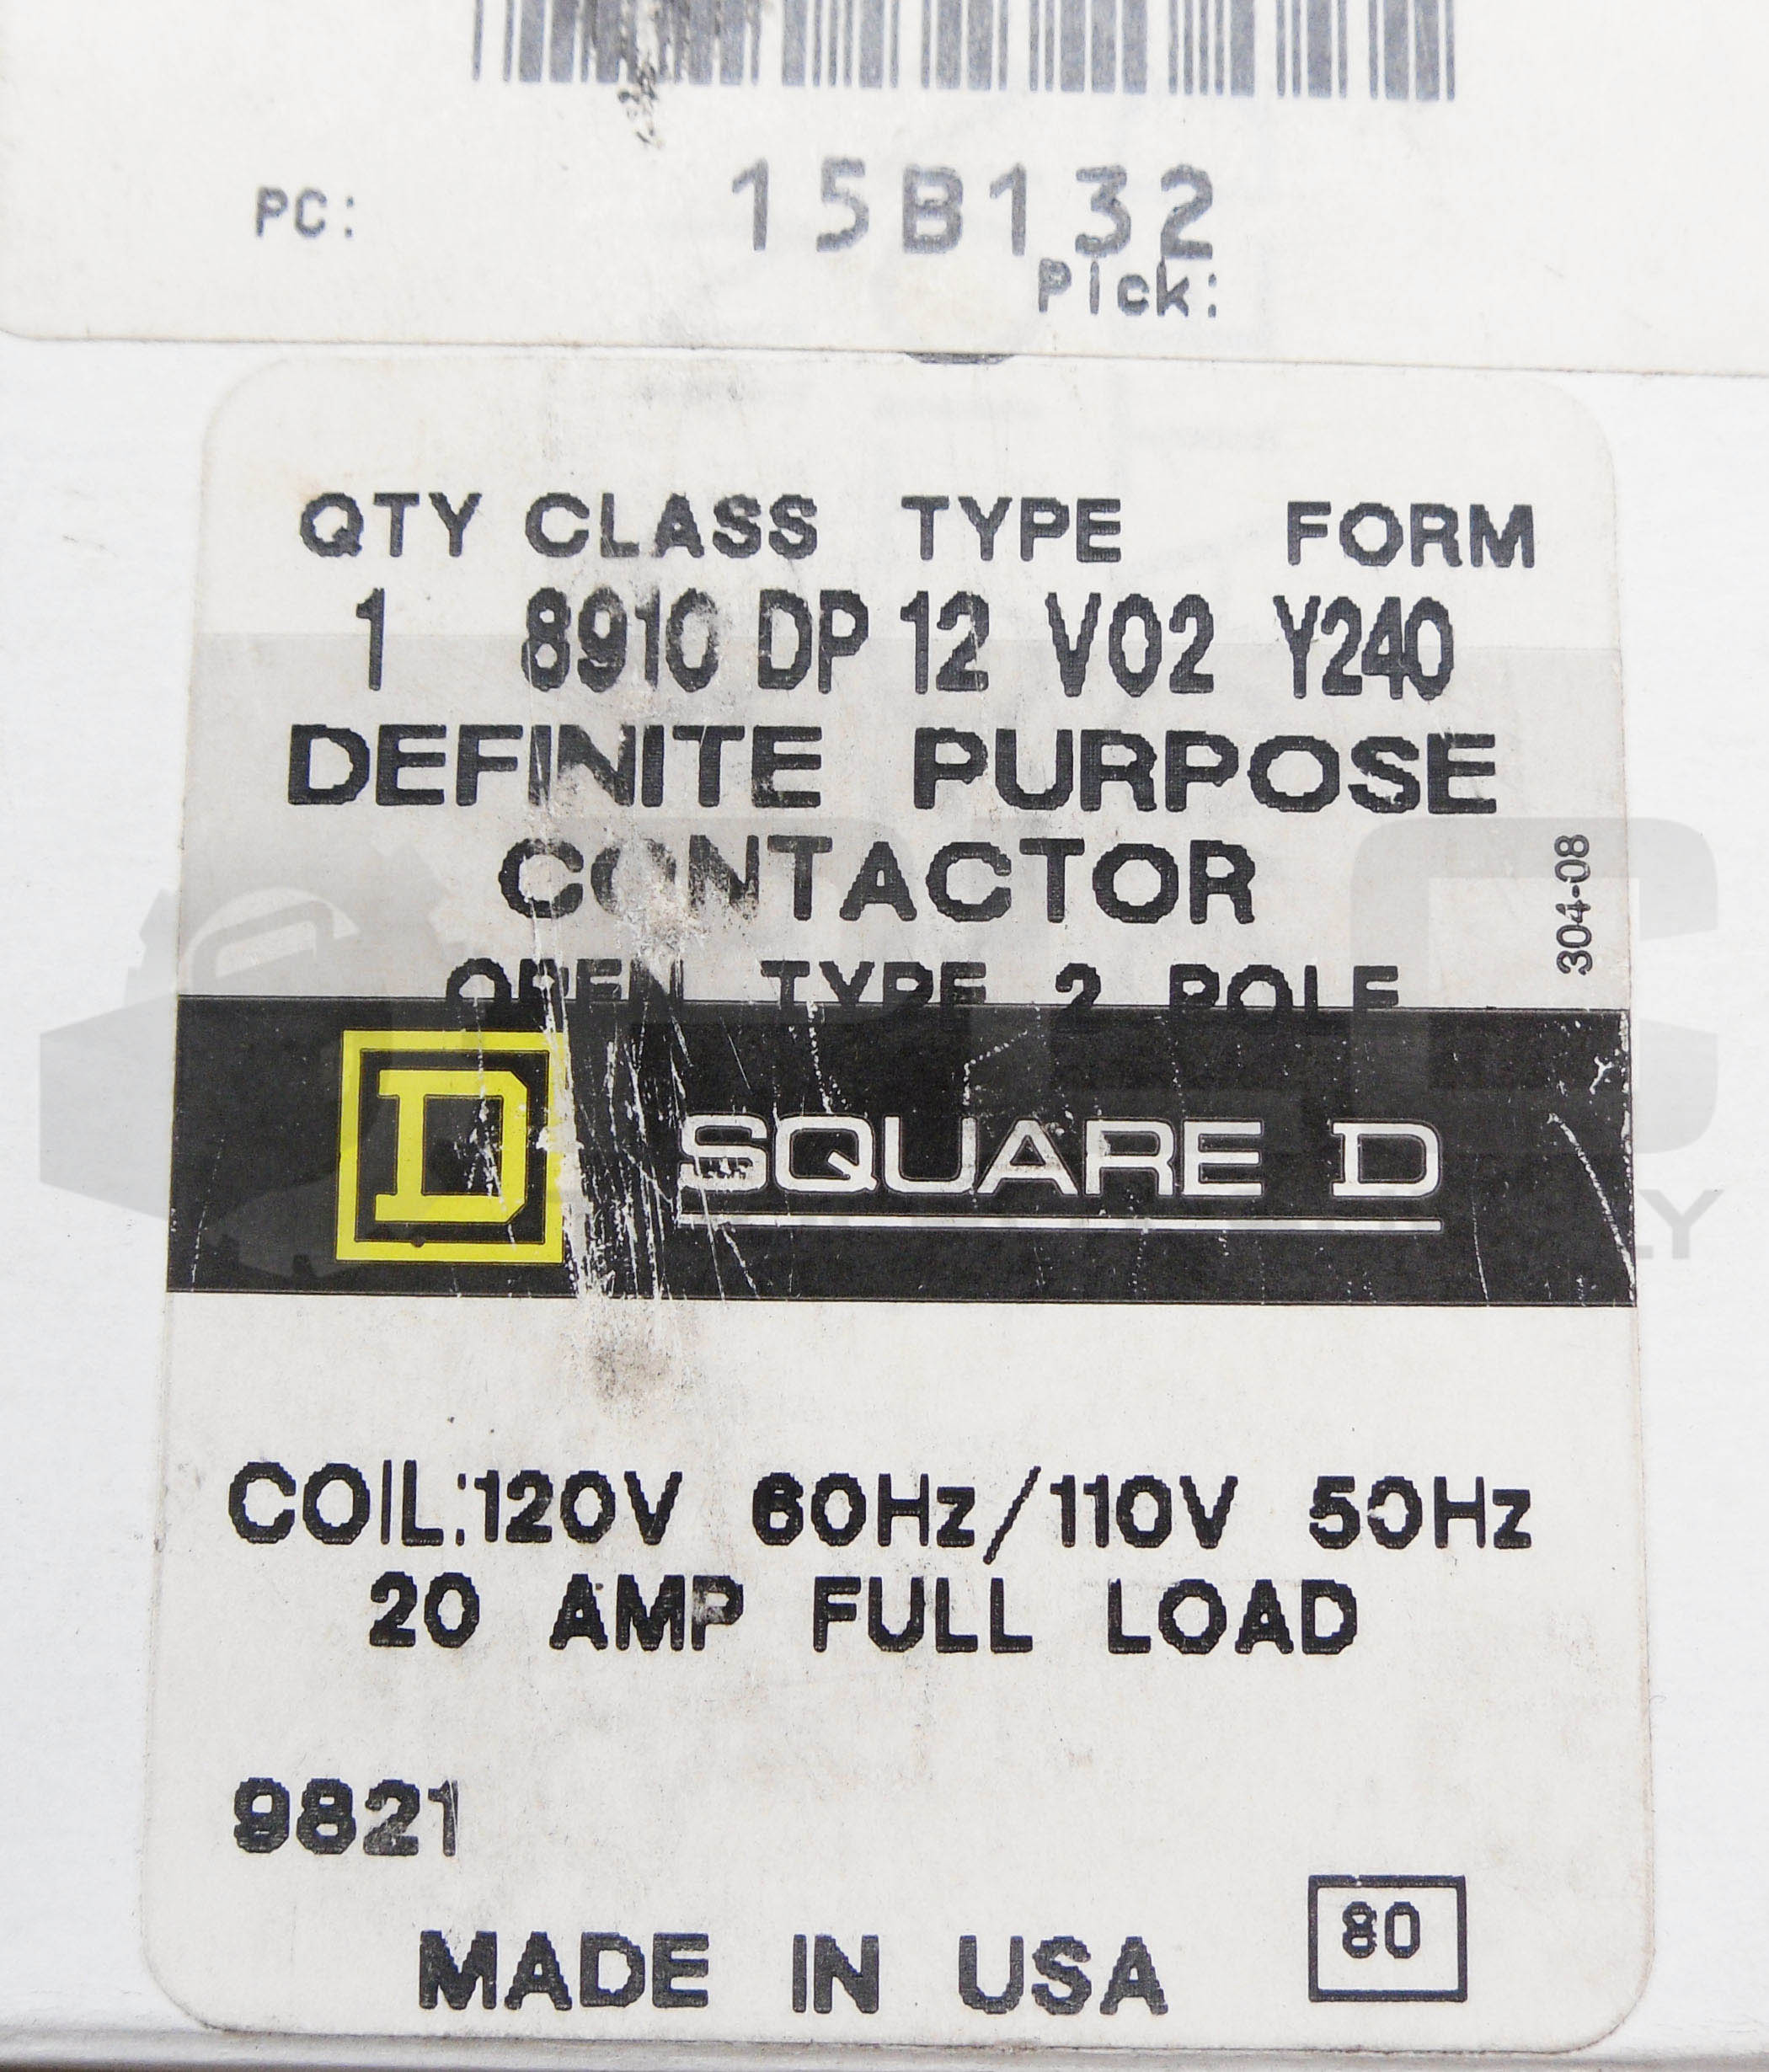 PC: 15B132
Pick:
QTY CLASS TYPE FORM
1 8910 DP 12 V02 Y240
DEFINITE PURPOSE
CONTACTOR
304-08
OPEN TYPE 2 POLE
D SQUARE D
COIL:120V 60Hz/110V 50Hz
20 AMP FULL LOAD
9821
80
MADE IN USA